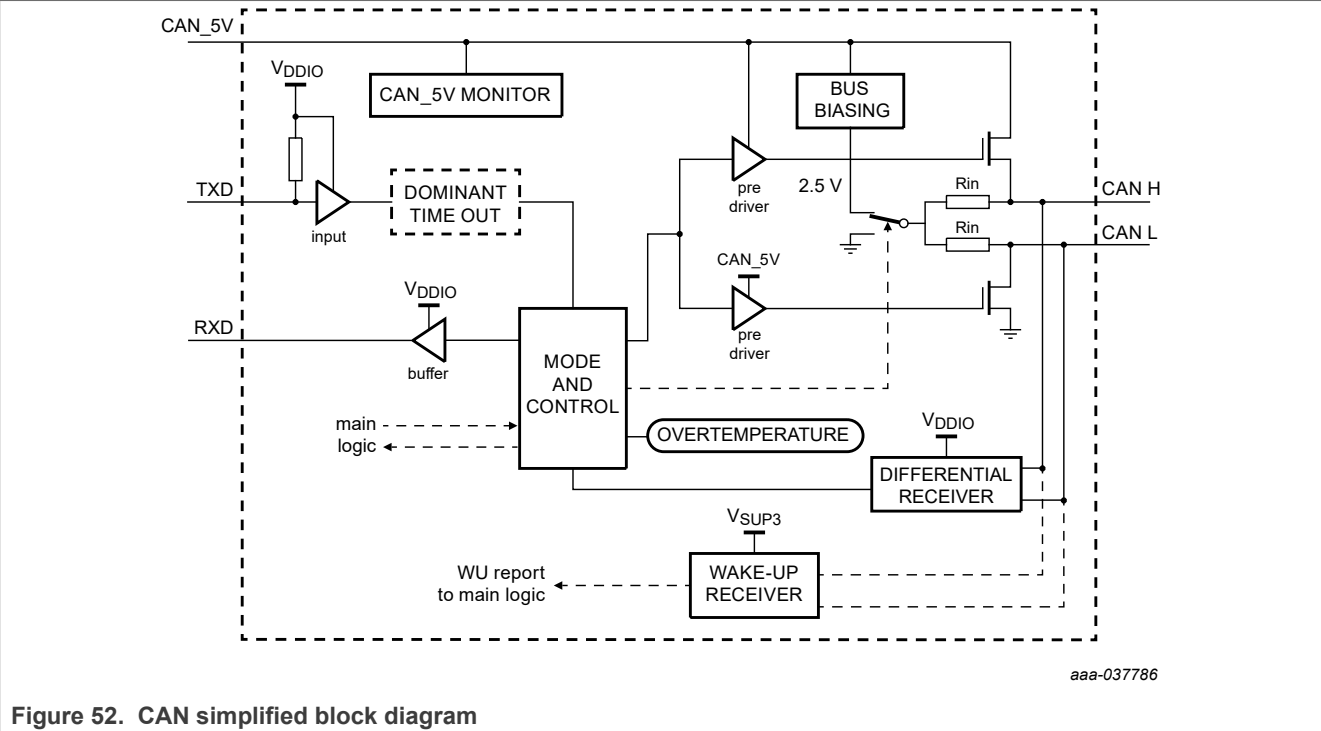 CAN_5V
VDDIO
CAN_5V MONITOR
BUS
BIASING
TXD
input
DOMINANT
TIME OUT
pre
driver
2.5 V
Rin
CAN H
Rin
CAN L
CAN_5V
pre
driver
VDDIO
RXD
buffer
MODE
AND
CONTROL
main
logic
OVERTEMPERATURE
VDDIO
DIFFERENTIAL
RECEIVER
VSUP3
WU report
to main logic
WAKE-UP
RECEIVER
aaa-037786
Figure 52. CAN simplified block diagram